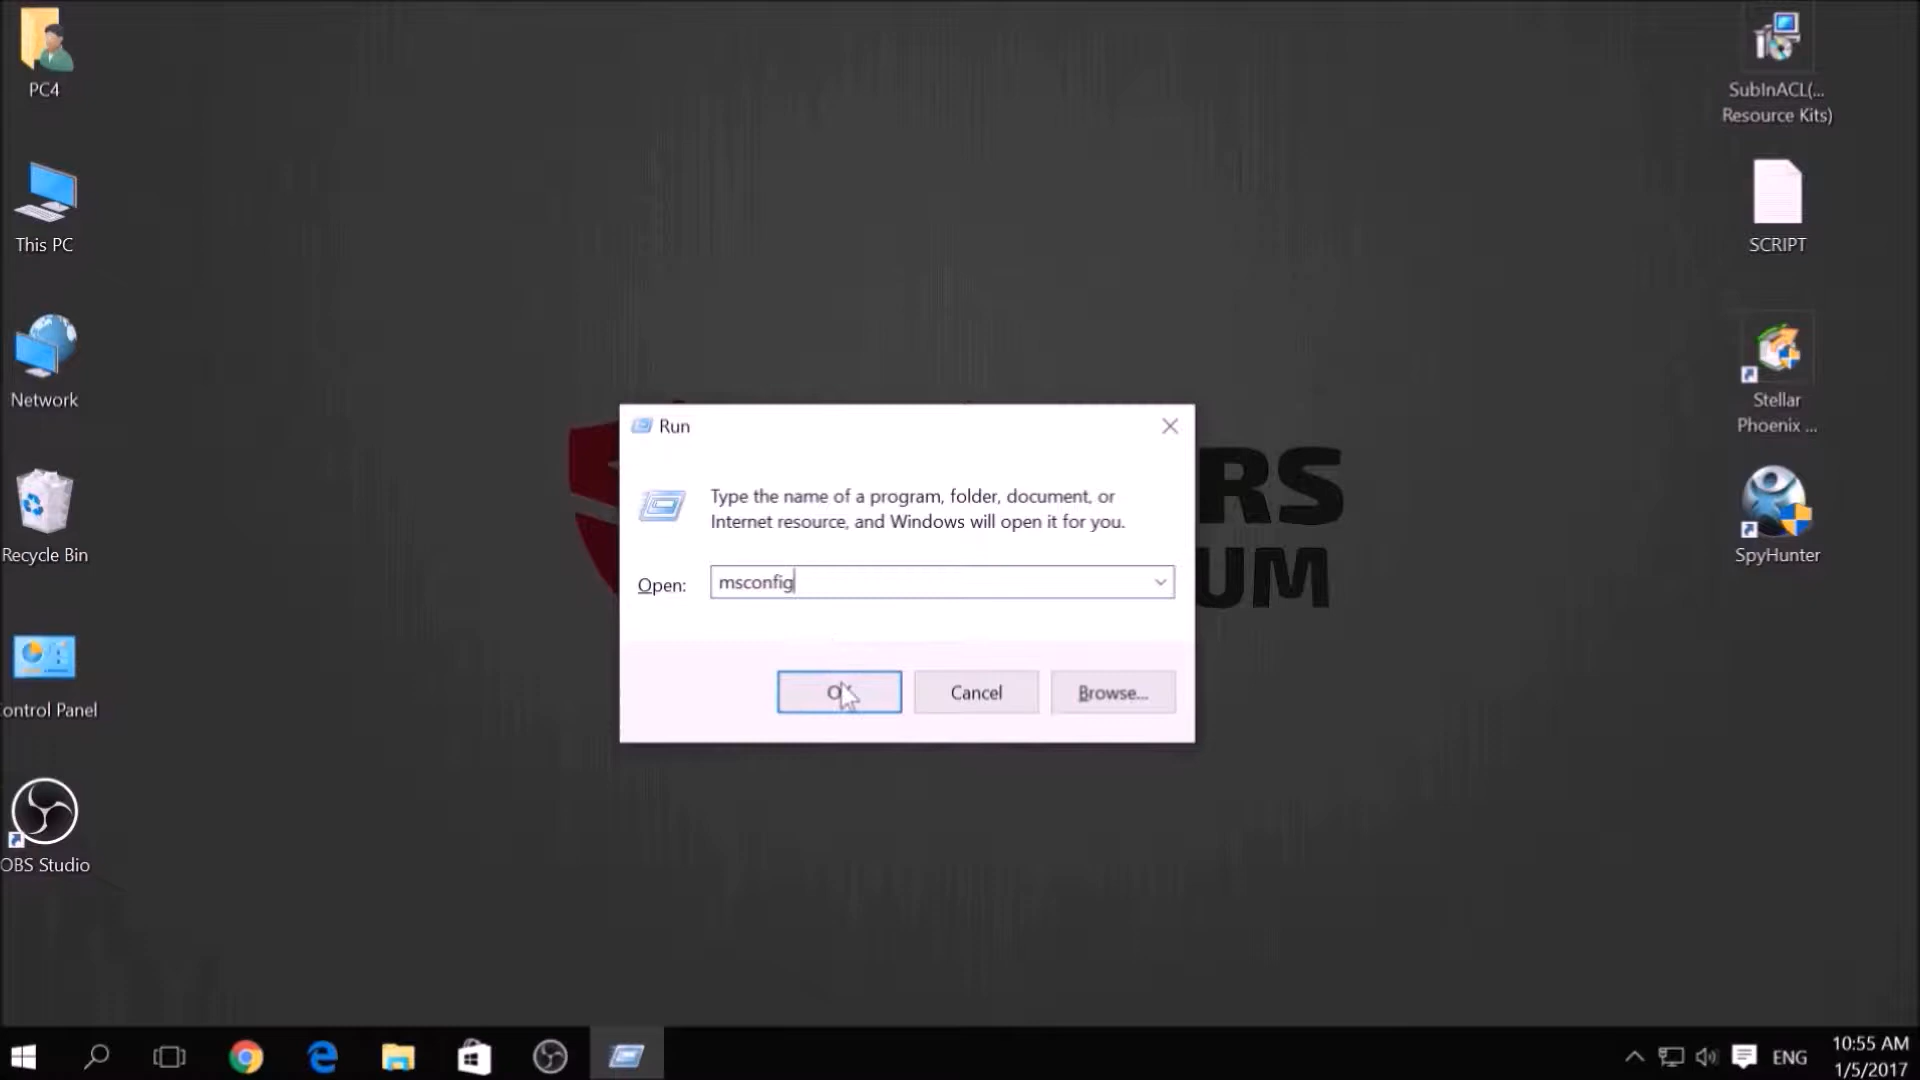 PC4
This PC
Network
Recycle Bin
ontrol Panel
OBS Studio
SubInACL(...
Resource Kits)
SCRIPT
Stellar
Phoenix ...
SpyHunter
RS
UM
Run
Type the name of a program, folder, document, or
Internet resource, and Windows will open it for you.
Open:
msconfig
Cancel
Browse...
ENG
10:55 AM
1/5/2017